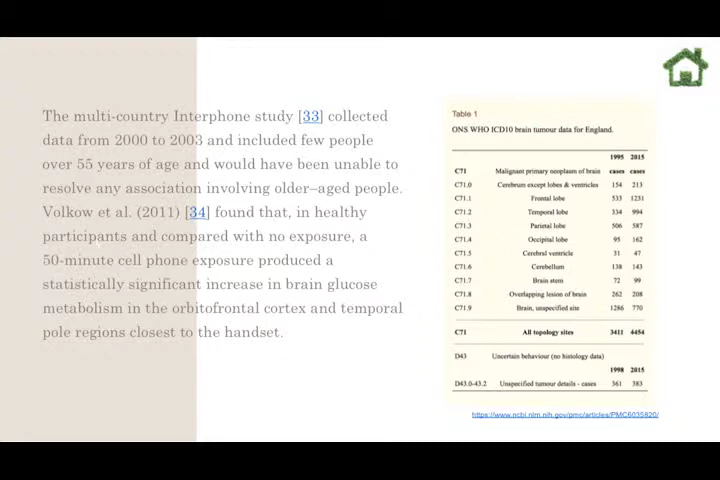 The multi-country Interphone study [33] collected
data from 2000 to 2003 and included few people
over 55 years of age and would have been unable to
resolve any association involving older–aged people.
Volkow et al. (2011) [34] found that, in healthy
participants and compared with no exposure, a
50-minute cell phone exposure produced a
statistically significant increase in brain glucose
metabolism in the orbitofrontal cortex and temporal
pole regions closest to the handset.
Table 1
ONS WHO ICD10 brain tumour data for England.
1995 2015
C71 Malignant primary neoplasm of brain cases cases
C71.0 Cerebrum except lobes & ventricles 154 213
C71.1 Frontal lobe 533 1231
C71.2 Temporal lobe 334 994
C71.3 Parietal lobe 506 587
C71.4 Occipital lobe 95 162
C71.5 Cerebral ventricle 31 47
C71.6 Cerebellum 138 143
C71.7 Brain stem 72 99
C71.8 Overlapping lesion of brain 262 208
C71.9 Brain, unspecified site 1286 770
C71 All topology sites 3411 4454
D43 Uncertain behaviour (no histology data)
1998 2015
D43.0-43.2 Unspecified tumour details - cases 361 383
https://www.ncbi.nlm.nih.gov/pmc/articles/PMC6035820/